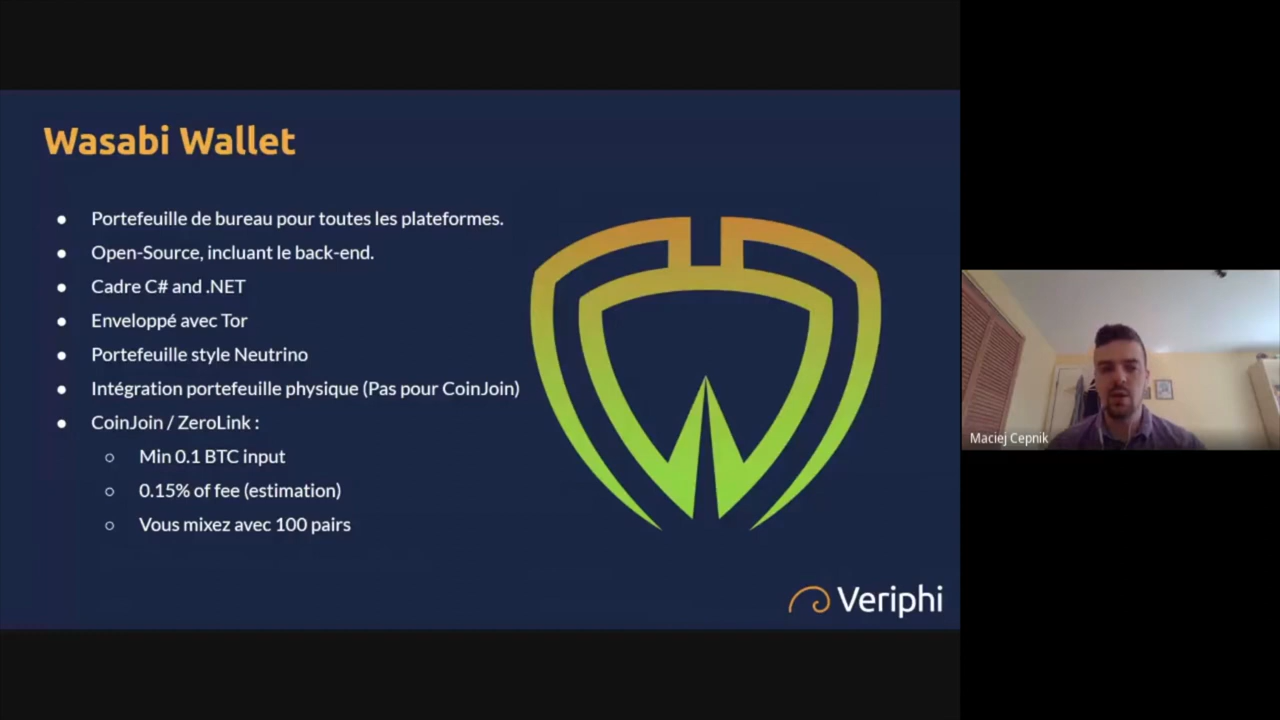 Wasabi Wallet
● Portefeuille de bureau pour toutes les plateformes.
● Open-Source, incluant le back-end.
● Cadre C# and .NET
● Enveloppé avec Tor
● Portefeuille style Neutrino
● Intégration portefeuille physique (Pas pour CoinJoin)
● CoinJoin / ZeroLink :
○ Min 0.1 BTC input
○ 0.15% of fee (estimation)
○ Vous mixez avec 100 pairs
Veriphi
Maciej Cepnik